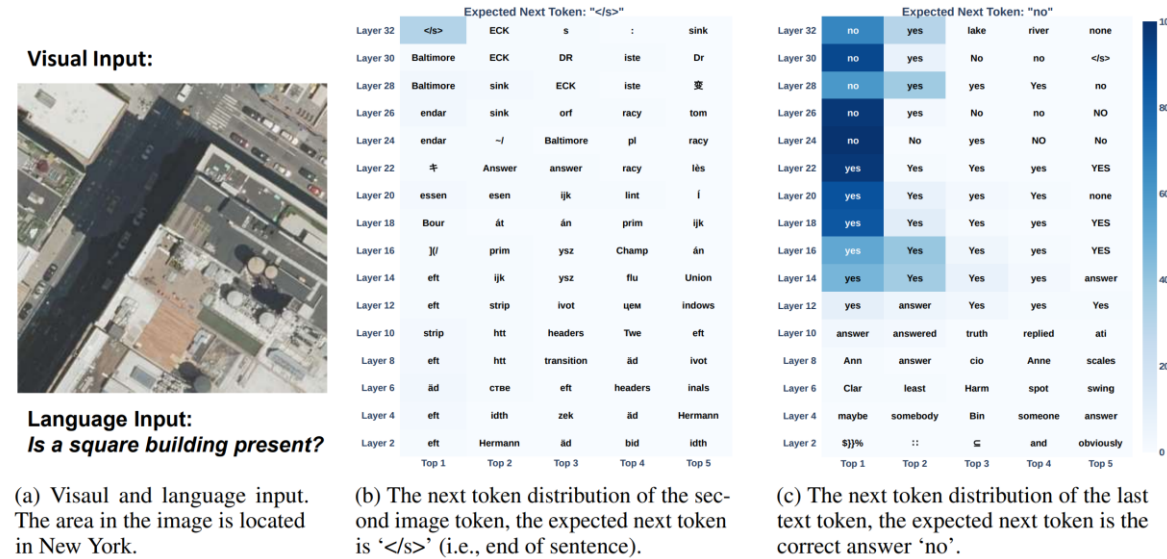 Visual Input:
Language Input:
Is a square building present?
(a) Visaul and language input.
The area in the image is located
in New York.
Expected Next Token: "</s>"
Layer 32 </s> ECK s : sink
Layer 30 Baltimore ECK DR iste Dr
Layer 28 Baltimore sink ECK iste 变
Layer 26 endar sink orf racy tom
Layer 24 endar ~/ Baltimore pl racy
Layer 22 キ Answer answer racy lès
Layer 20 essen esen ijk lint Í
Layer 18 Bour át án prim ijk
Layer 16 ](/ prim ysz Champ án
Layer 14 eft ijk ysz flu Union
Layer 12 eft strip ivot цем indows
Layer 10 strip htt headers Twe eft
Layer 8 eft htt transition äd ivot
Layer 6 äd стве eft headers inals
Layer 4 eft idth zek äd Hermann
Layer 2 eft Hermann äd bid idth
Top 1 Top 2 Top 3 Top 4 Top 5
(b) The next token distribution of the sec-
ond image token, the expected next token
is ‘</s>’ (i.e., end of sentence).
Expected Next Token: "no"
Layer 32 no yes lake river none
Layer 30 no yes No no </s>
Layer 28 no yes yes Yes no
Layer 26 no yes No no NO
Layer 24 no No yes NO No
Layer 22 yes Yes Yes yes YES
Layer 20 yes Yes Yes yes none
Layer 18 yes Yes Yes yes YES
Layer 16 yes Yes Yes yes YES
Layer 14 yes Yes Yes yes answer
Layer 12 yes answer Yes yes Yes
Layer 10 answer answered truth replied ati
Layer 8 Ann answer cio Anne scales
Layer 6 Clar least Harm spot swing
Layer 4 maybe somebody Bin someone answer
Layer 2 $}}% :: ⊆ and obviously
Top 1 Top 2 Top 3 Top 4 Top 5
80
60
40
20
0
(c) The next token distribution of the last
text token, the expected next token is the
correct answer ‘no’.